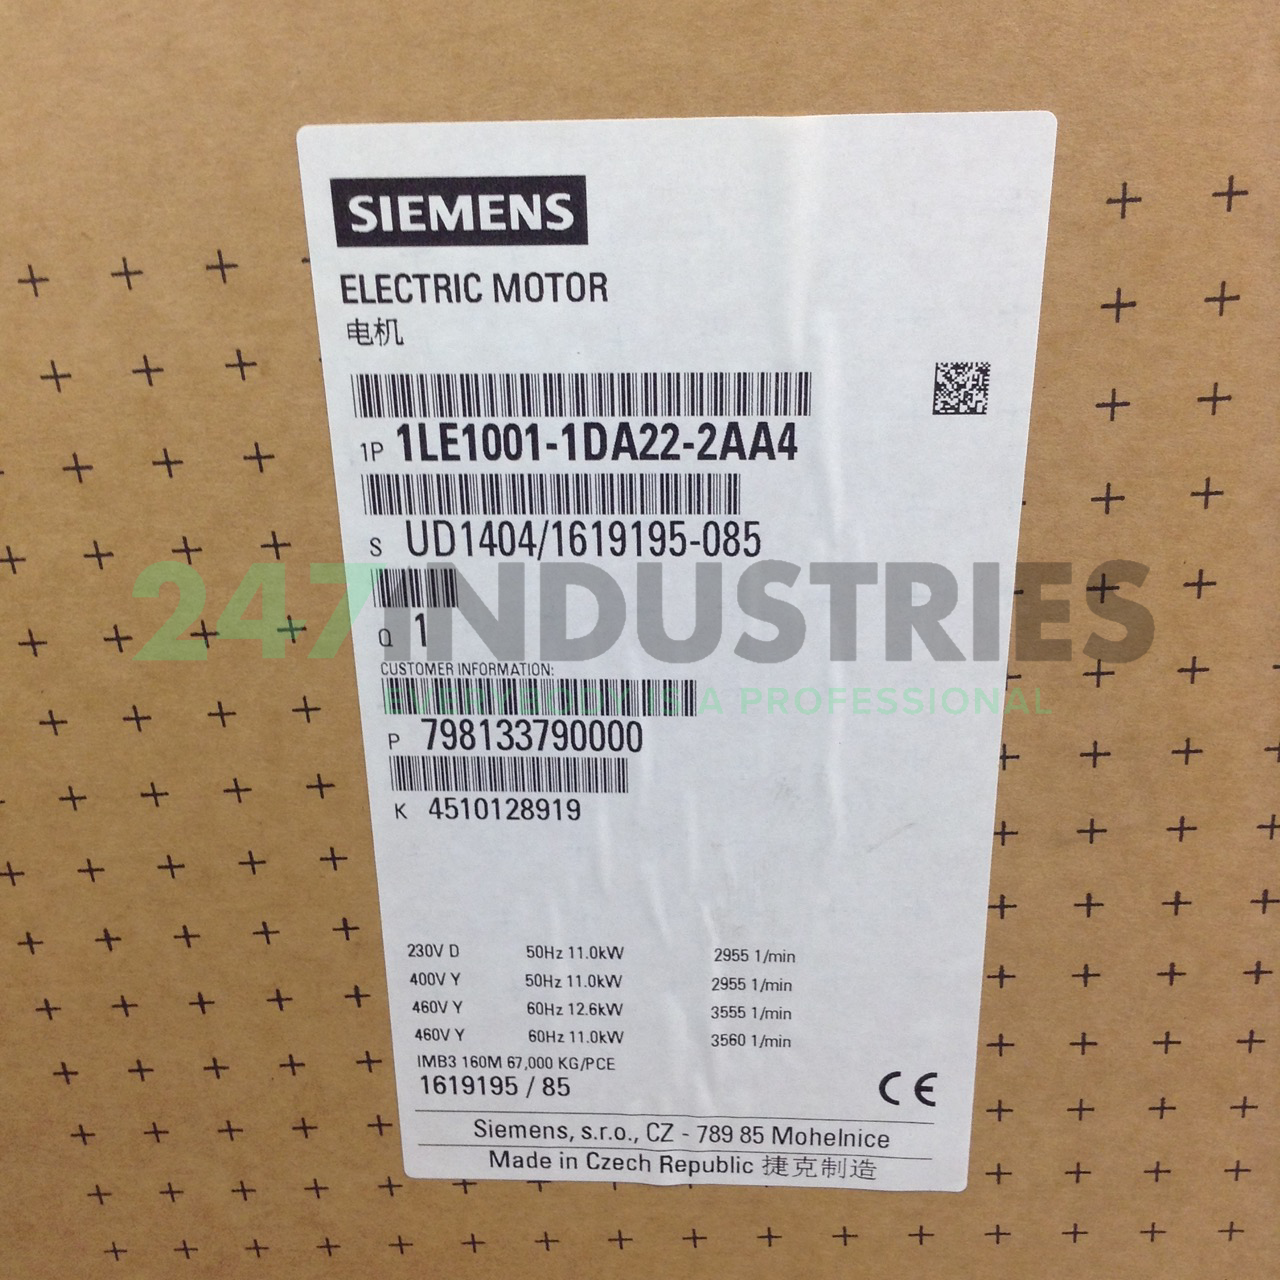 SIEMENS
ELECTRIC MOTOR
电机
1P 1LE1001-1DA22-2AA4
S UD1404/1619195-085
247INDUSTRIES
Q 1
CUSTOMER INFORMATION:
EVERYBODY IS A PROFESSIONAL
P 798133790000
K 4510128919
230V D 50Hz 11.0kW 2955 1/min
400V Y 50Hz 11.0kW 2955 1/min
460V Y 60Hz 12.6kW 3555 1/min
460V Y 60Hz 11.0kW 3560 1/min
IMB3 160M 67,000 KG/PCE
1619195 / 85
CE
Siemens, s.r.o., CZ - 789 85 Mohelnice
Made in Czech Republic 捷克制造